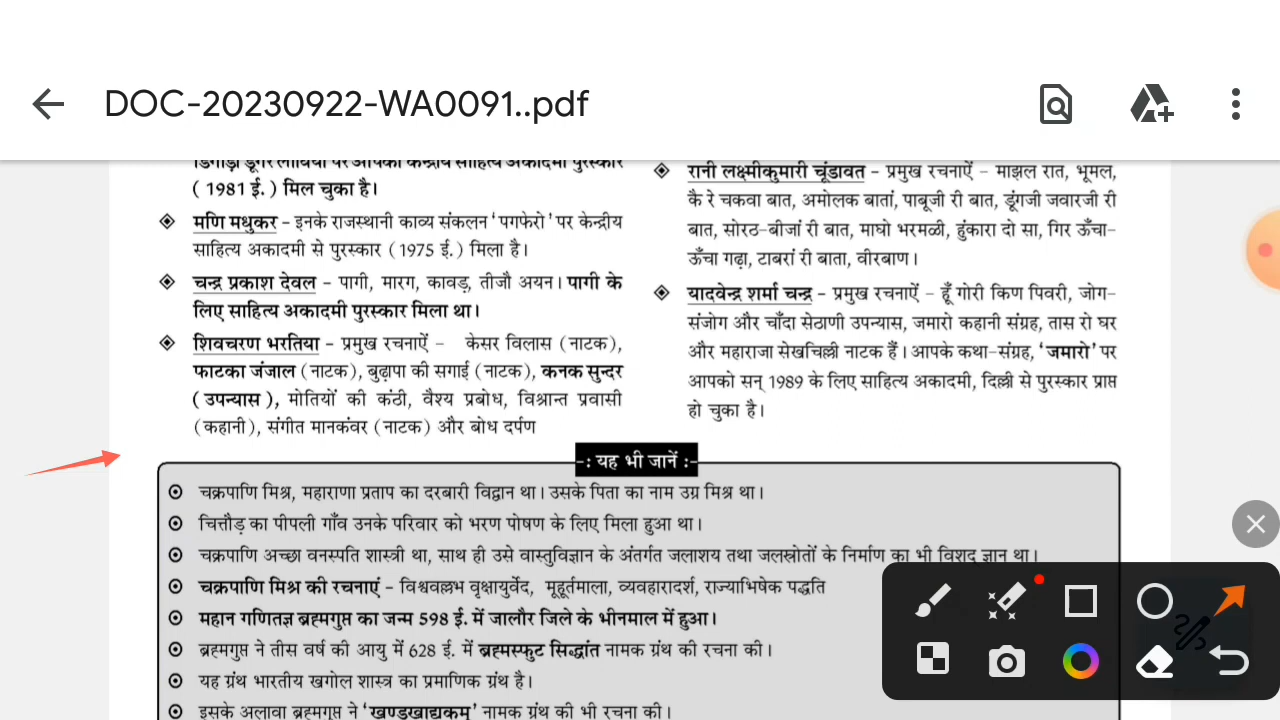 DOC-20230922-WA0091..pdf
डिगोड़ा डूंगर लांघिया पर आपको केन्द्रीय साहित्य अकादमी पुरस्कार
( 1981 ई. ) मिल चुका है।
मणि मधुकर - इनके राजस्थानी काव्य संकलन ' पगफेरो ' पर केन्द्रीय
साहित्य अकादमी से पुरस्कार ( 1975 ई. ) मिला है।
चन्द्र प्रकाश देवल - पागी, मारग, कावड़, तीजौ अयन। पागी के
लिए साहित्य अकादमी पुरस्कार मिला था।
शिवचरण भरतिया - प्रमुख रचनाऐं - केसर विलास (नाटक),
फाटका जंजाल (नाटक), बुढ़ापा की सगाई (नाटक), कनक सुन्दर
( उपन्यास ), मोतियों की कंठी, वैश्य प्रबोध, विश्रान्त प्रवासी
(कहानी), संगीत मानकंवर (नाटक) और बोध दर्पण
रानी लक्ष्मीकुमारी चूंडावत - प्रमुख रचनाऐं - माझल रात, भूमल,
कै रे चकवा बात, अमोलक बातां, पाबूजी री बात, डूंगजी जवारजी री
बात, सोरठ-बीजां री बात, माघो भरमळी, हुंकारा दो सा, गिर ऊँचा-
ऊँचा गढ़ा, टाबरां री बाता, वीरबाण।
यादवेन्द्र शर्मा चन्द्र - प्रमुख रचनाऐं - हूँ गोरी किण पिवरी, जोग-
संजोग और चाँदा सेठाणी उपन्यास, जमारो कहानी संग्रह, तास रो घर
और महाराजा सेखचिल्ली नाटक हैं। आपके कथा-संग्रह, 'जमारो' पर
आपको सन् 1989 के लिए साहित्य अकादमी, दिल्ली से पुरस्कार प्राप्त
हो चुका है।
-: यह भी जानें :-
चक्रपाणि मिश्र, महाराणा प्रताप का दरबारी विद्वान था। उसके पिता का नाम उग्र मिश्र था।
चित्तौड़ का पीपली गाँव उनके परिवार को भरण पोषण के लिए मिला हुआ था।
चक्रपाणि अच्छा वनस्पति शास्त्री था, साथ ही उसे वास्तुविज्ञान के अंतर्गत जलाशय तथा जलस्रोतों के निर्माण का भी विशद् ज्ञान था।
चक्रपाणि मिश्र की रचनाएं - विश्ववल्लभ वृक्षायुर्वेद, मूहूर्तमाला, व्यवहारादर्श, राज्याभिषेक पद्धति
महान गणितज्ञ ब्रह्मगुप्त का जन्म 598 ई. में जालौर जिले के भीनमाल में हुआ।
ब्रह्मगुप्त ने तीस वर्ष की आयु में 628 ई. में ब्रह्मस्फुट सिद्धांत नामक ग्रंथ की रचना की।
यह ग्रंथ भारतीय खगोल शास्त्र का प्रमाणिक ग्रंथ है।
इसके अलावा ब्रह्मगुप्त ने 'खण्डखाद्यकम्' नामक ग्रंथ की भी रचना की।